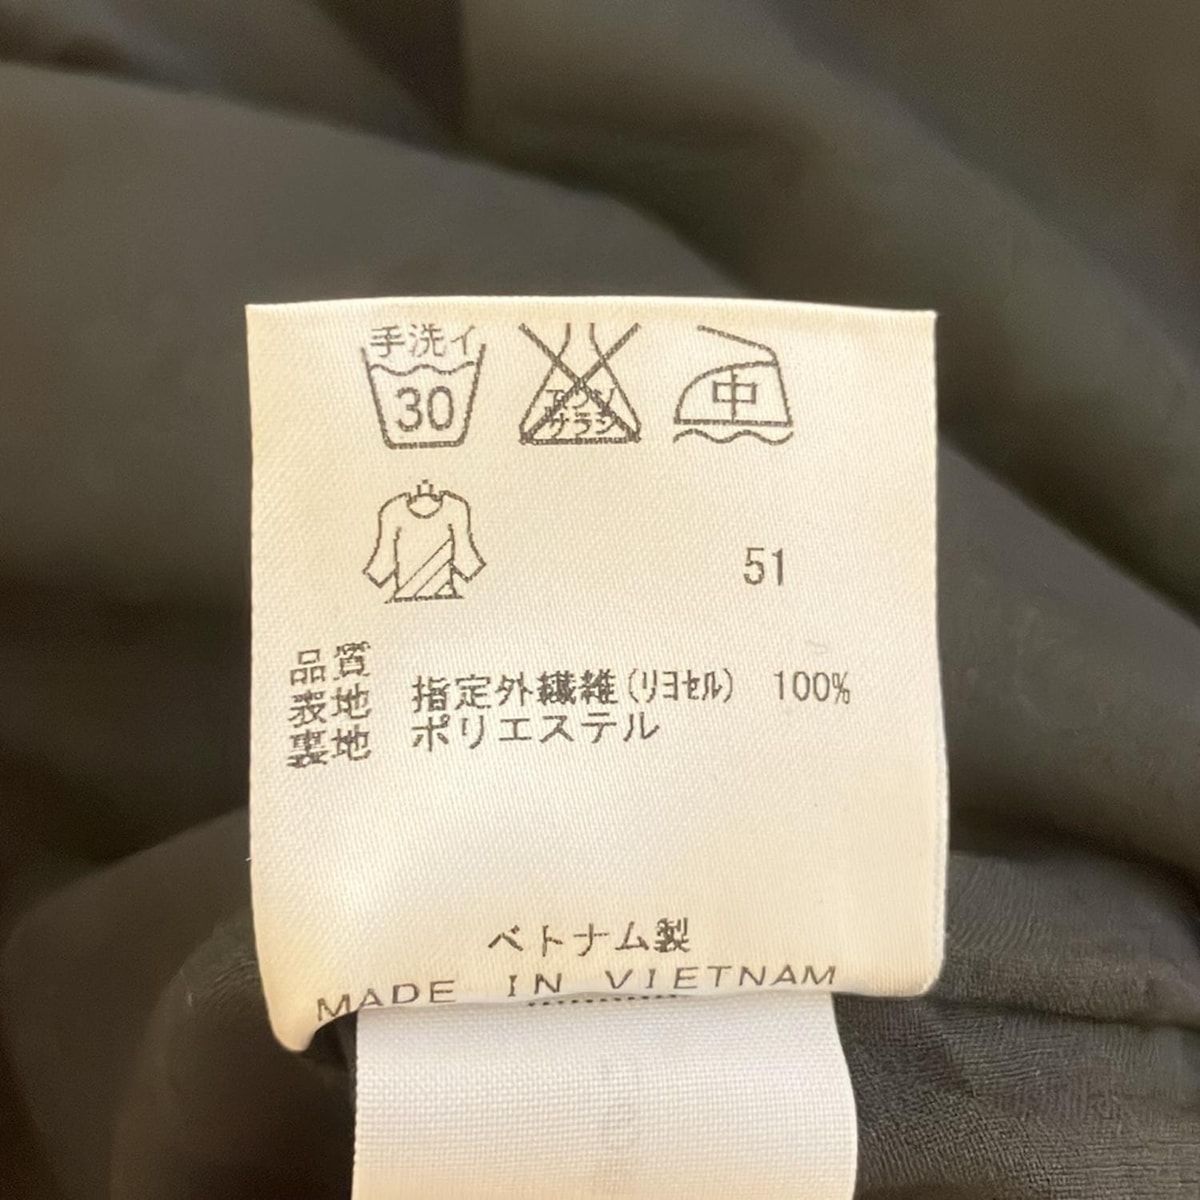 手洗イ
30
エンソ
サラシ
中
51
品質
表地 指定外繊維(リヨセル) 100%
裏地 ポリエステル
ベトナム製
MADE IN VIETNAM